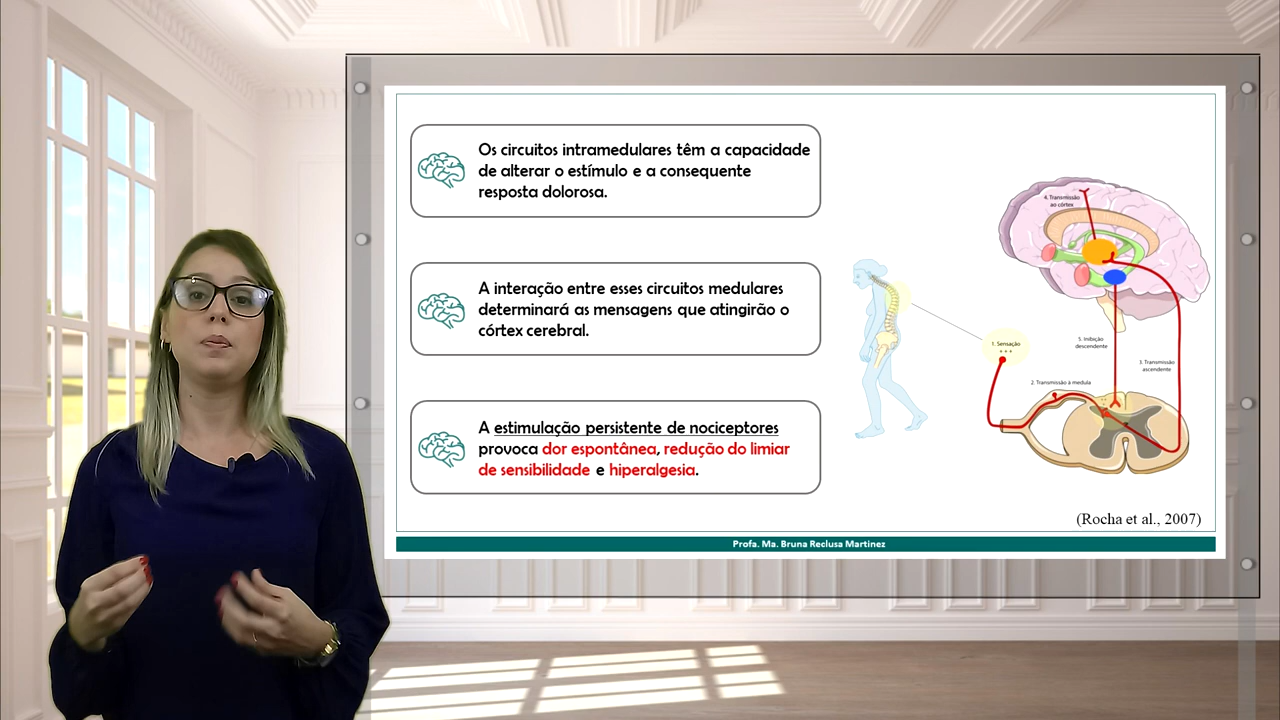 Os circuitos intramedulares têm a capacidade
de alterar o estímulo e a consequente
resposta dolorosa.
A interação entre esses circuitos medulares
determinará as mensagens que atingirão o
córtex cerebral.
A estimulação persistente de nociceptores
provoca dor espontânea, redução do limiar
de sensibilidade e hiperalgesia.
4. Transmissão
ao córtex
1. Sensação
5. Inibição
descendente
3. Transmissão
ascendente
2. Transmissão à medula
(Rocha et al., 2007)
Profa. Ma. Bruna Reclusa Martinez